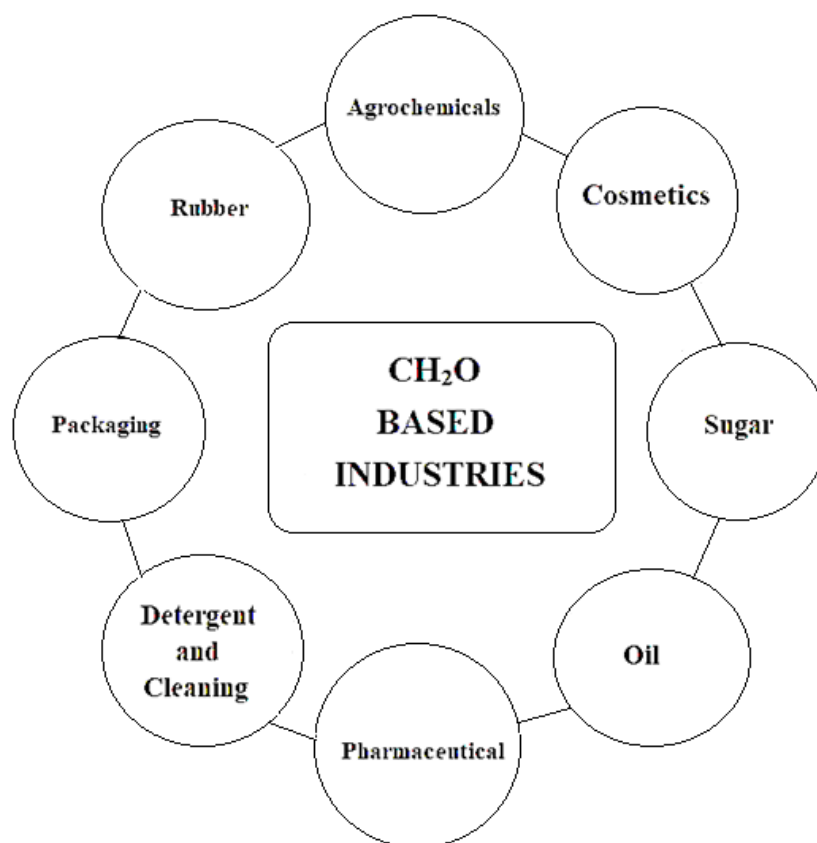 Agrochemicals
Cosmetics
Rubber
CH₂O
BASED
INDUSTRIES
Packaging
Sugar
Detergent
and
Cleaning
Oil
Pharmaceutical